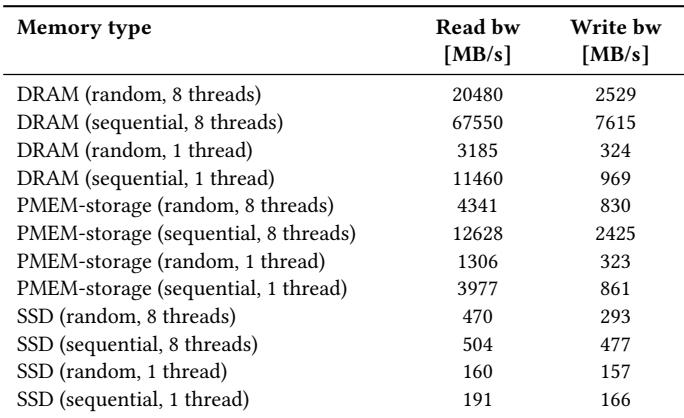 Memory type Read bw Write bw
[MB/s] [MB/s]
DRAM (random, 8 threads) 20480 2529
DRAM (sequential, 8 threads) 67550 7615
DRAM (random, 1 thread) 3185 324
DRAM (sequential, 1 thread) 11460 969
PMEM-storage (random, 8 threads) 4341 830
PMEM-storage (sequential, 8 threads) 12628 2425
PMEM-storage (random, 1 thread) 1306 323
PMEM-storage (sequential, 1 thread) 3977 861
SSD (random, 8 threads) 470 293
SSD (sequential, 8 threads) 504 477
SSD (random, 1 thread) 160 157
SSD (sequential, 1 thread) 191 166